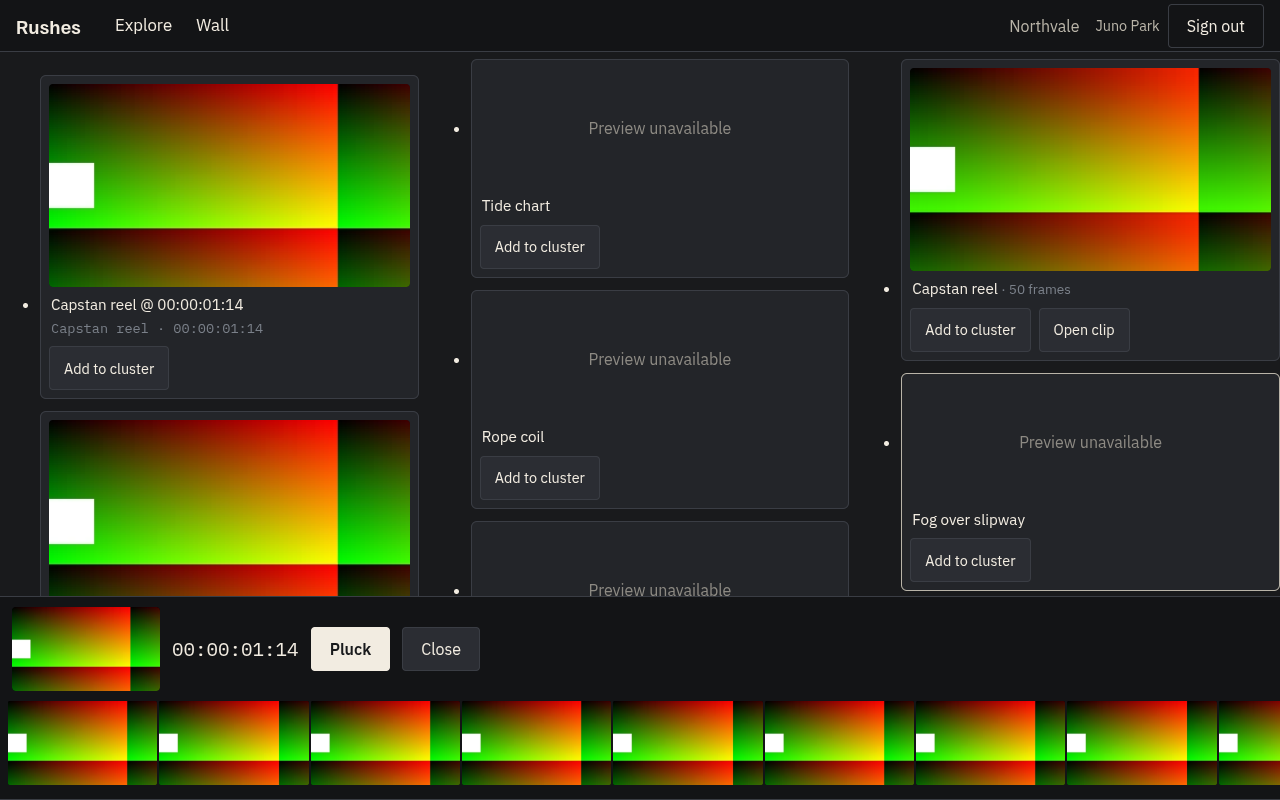 Rushes
Explore
Wall
Northvale
Juno Park
Sign out
Capstan reel @ 00:00:01:14
Capstan reel · 00:00:01:14
Add to cluster
Preview unavailable
Tide chart
Add to cluster
Preview unavailable
Rope coil
Add to cluster
Preview unavailable
Capstan reel · 50 frames
Add to cluster
Open clip
Preview unavailable
Fog over slipway
Add to cluster
00:00:01:14
Pluck
Close